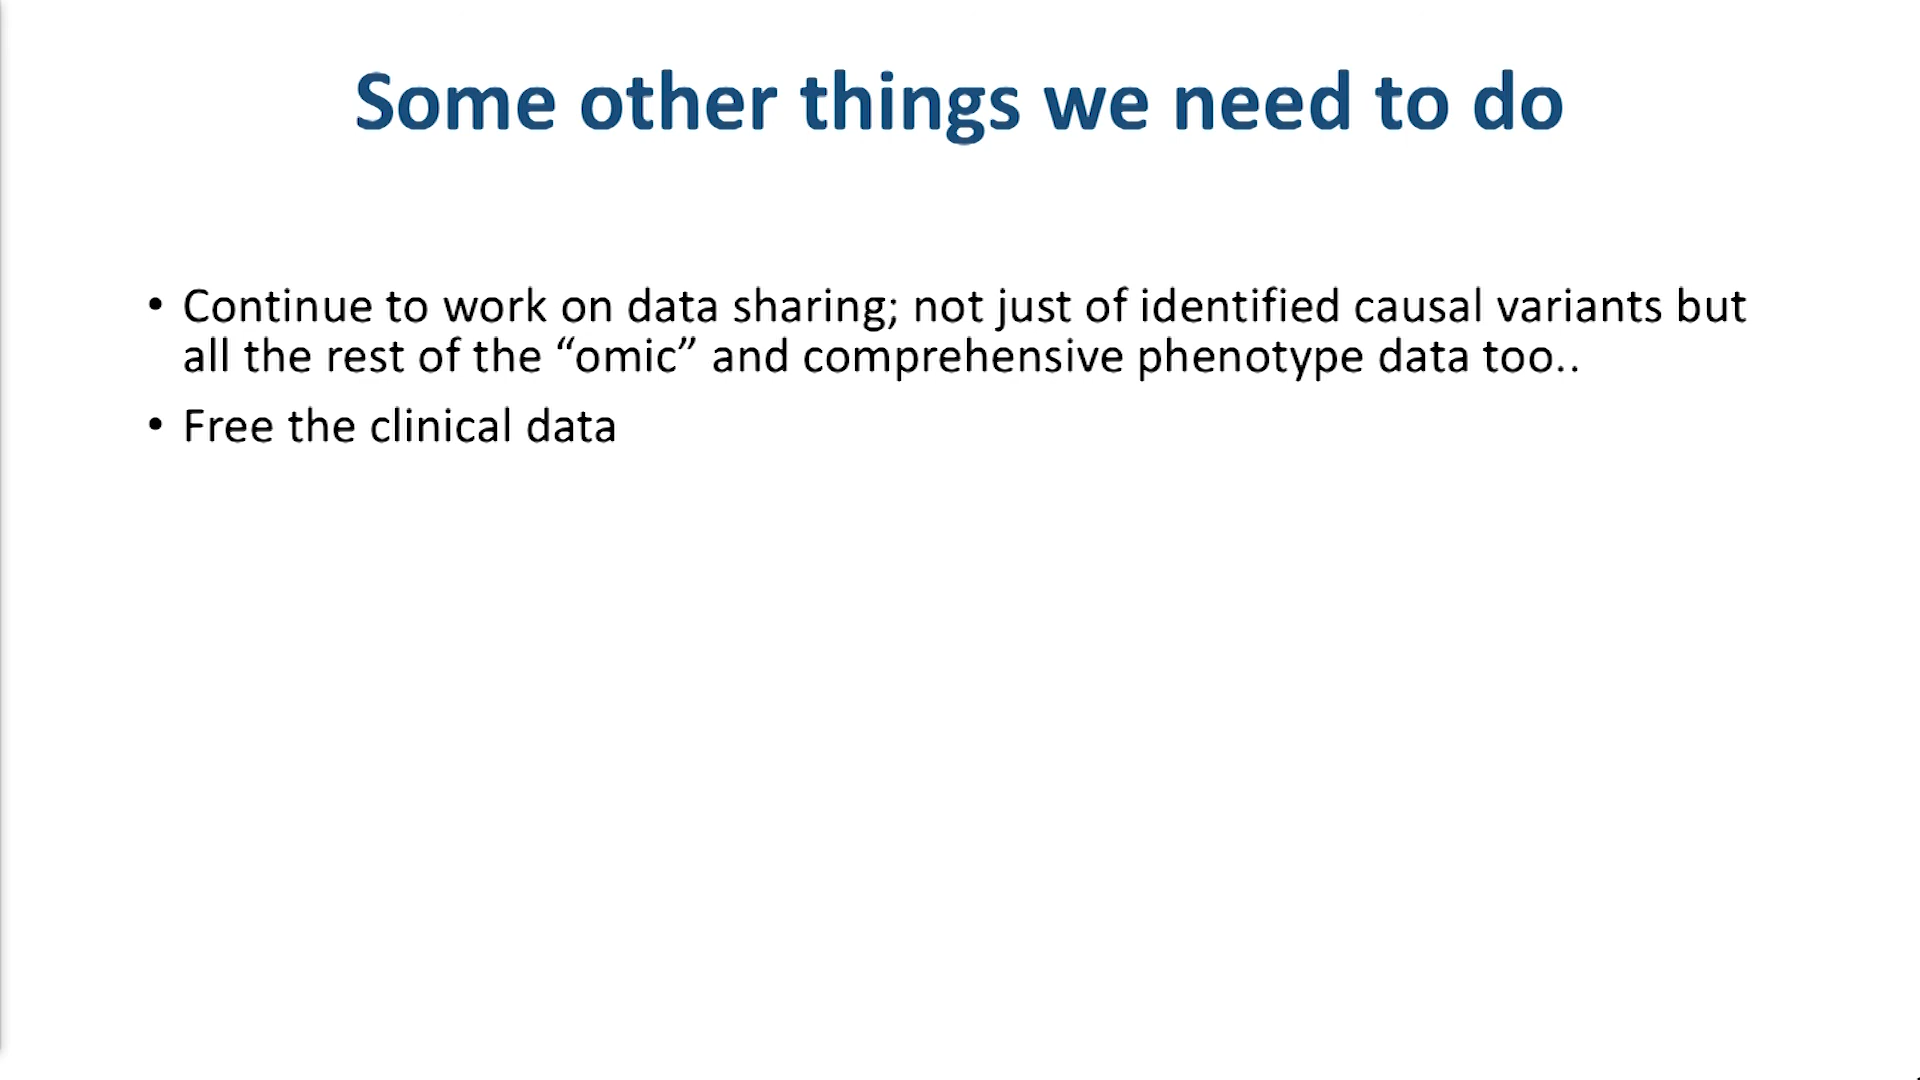 Some other things we need to do
• Continue to work on data sharing; not just of identified causal variants but
all the rest of the “omic” and comprehensive phenotype data too..
• Free the clinical data